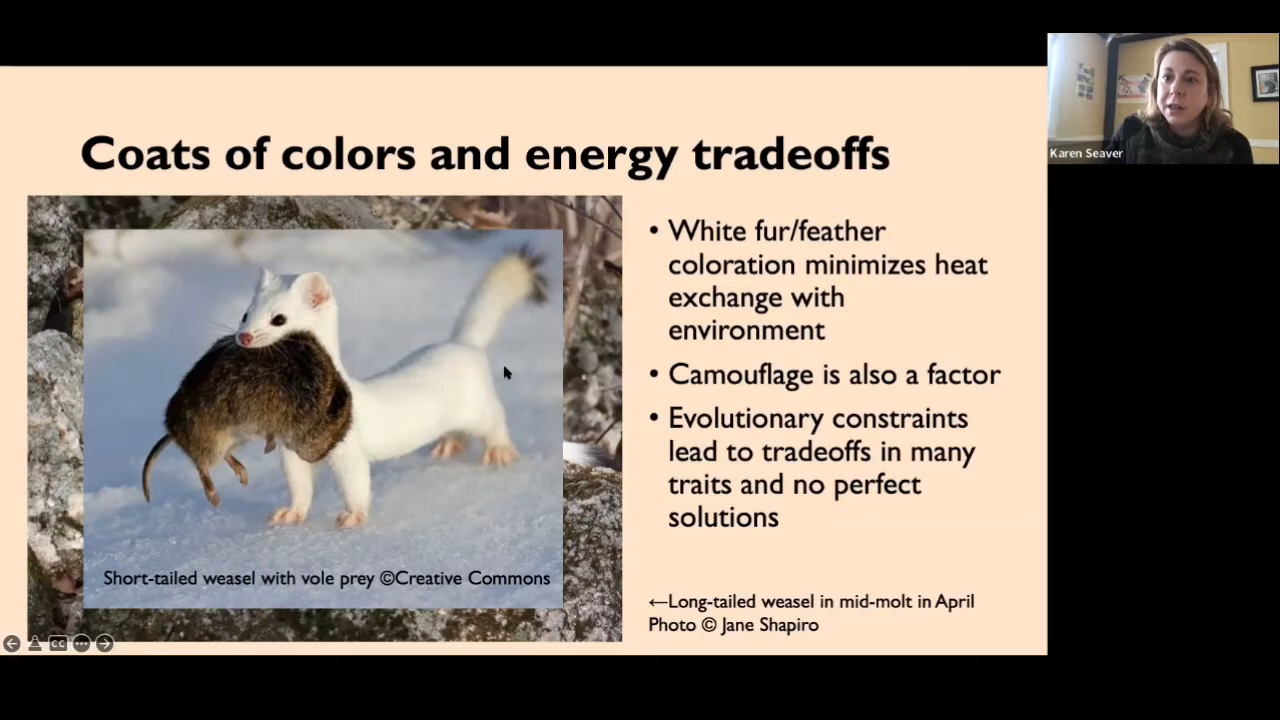 Coats of colors and energy tradeoffs
• White fur/feather
coloration minimizes heat
exchange with
environment
• Camouflage is also a factor
• Evolutionary constraints
lead to tradeoffs in many
traits and no perfect
solutions
Short-tailed weasel with vole prey ©Creative Commons
←Long-tailed weasel in mid-molt in April
Photo © Jane Shapiro
Karen Seaver
CC